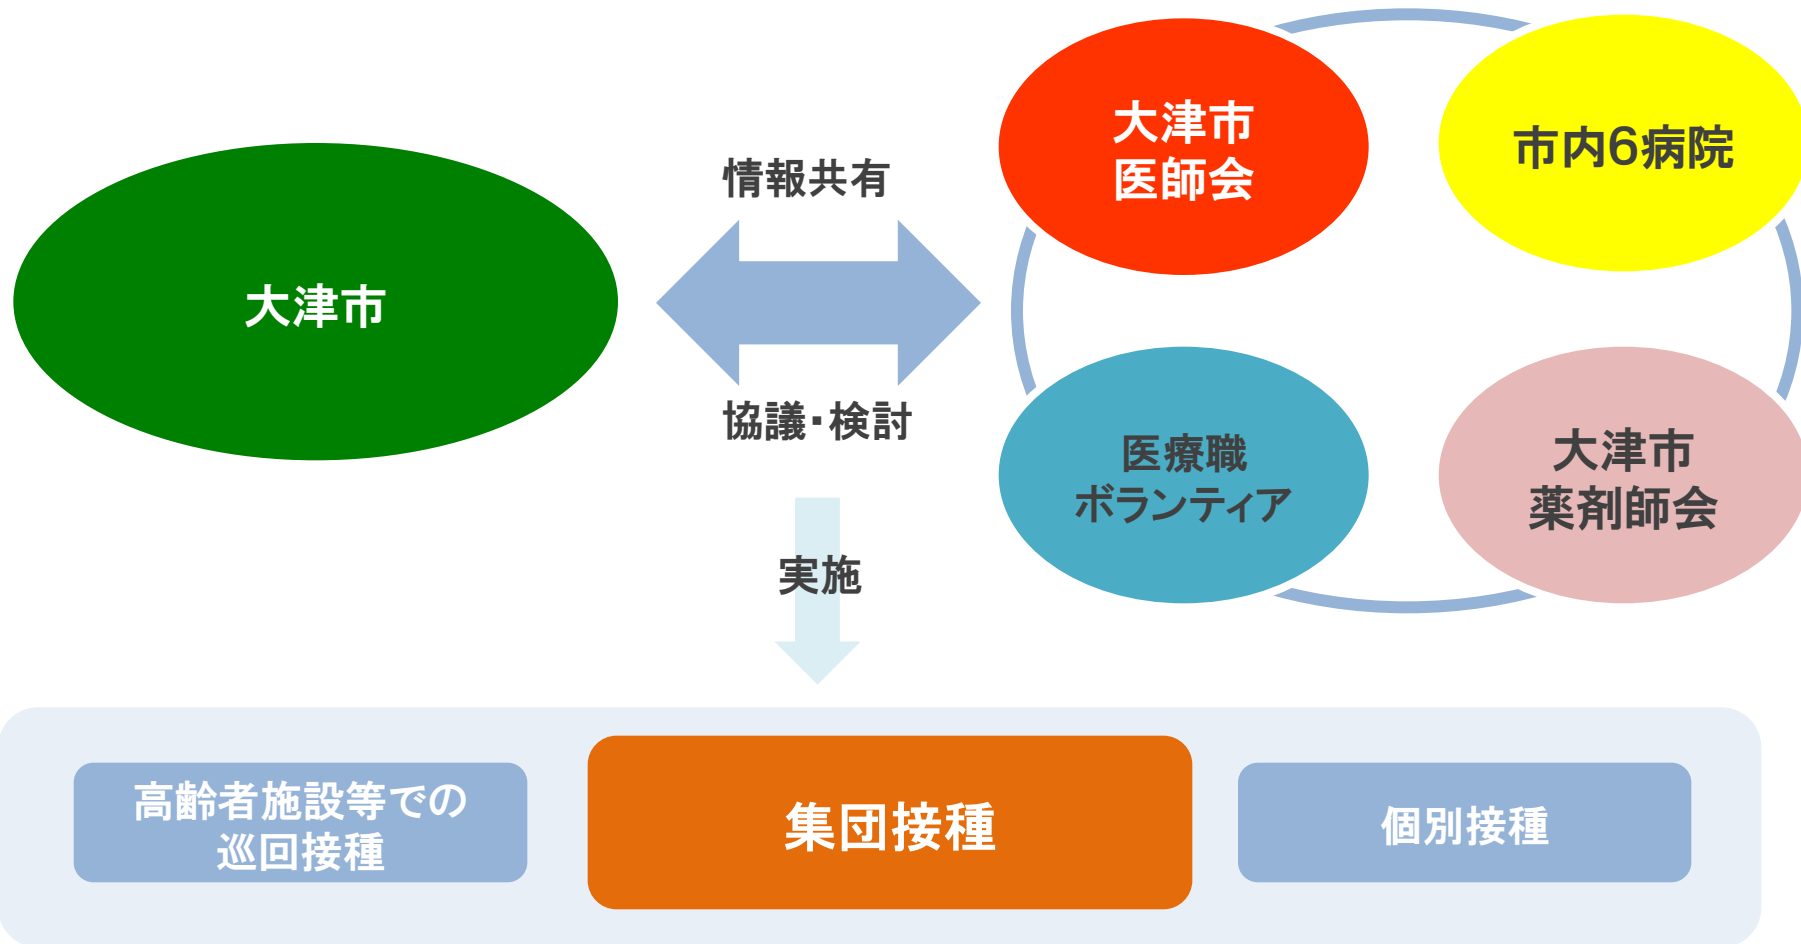 大津市
情報共有
協議・検討
大津市
医師会
市内6病院
医療職
ボランティア
大津市
薬剤師会
実施
高齢者施設等での
巡回接種
集団接種
個別接種